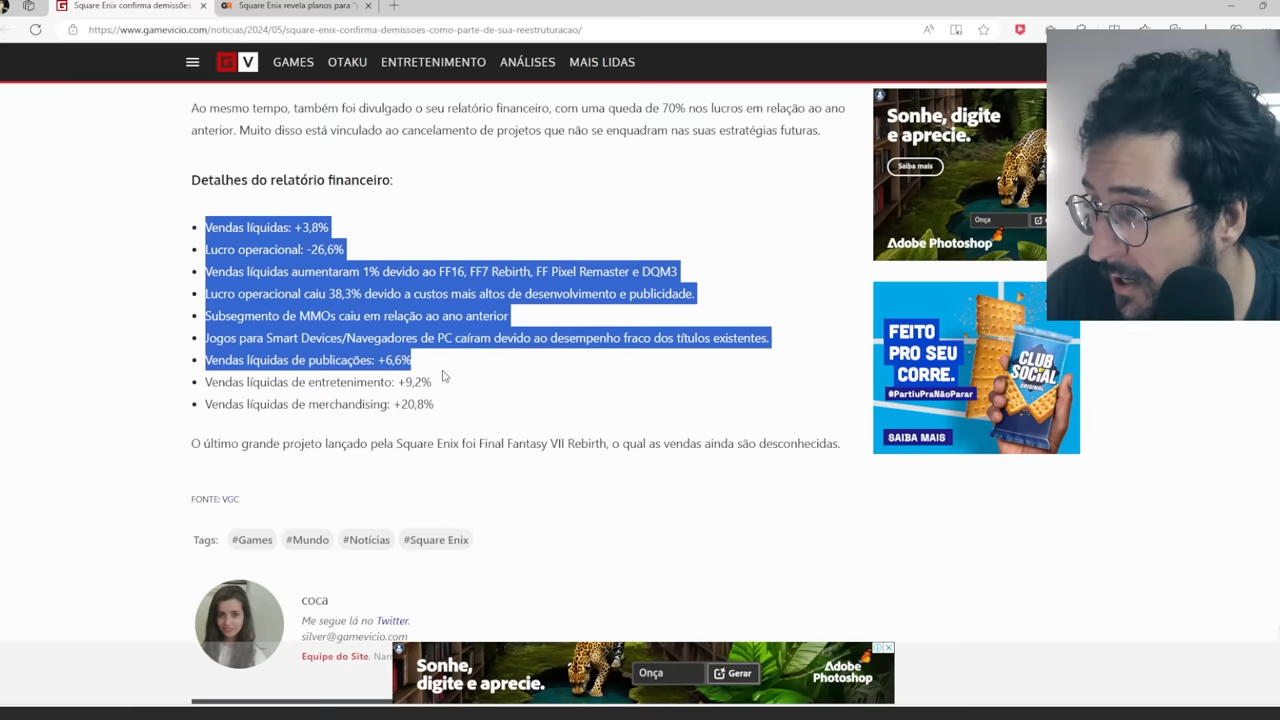 Square Enix confirma demissões
Square Enix revela planos para "
https://www.gamevicio.com/noticias/2024/05/square-enix-confirma-demissoes-como-parte-de-sua-reestruturacao/
G V GAMES OTAKU ENTRETENIMENTO ANÁLISES MAIS LIDAS
Ao mesmo tempo, também foi divulgado o seu relatório financeiro, com uma queda de 70% nos lucros em relação ao ano
anterior. Muito disso está vinculado ao cancelamento de projetos que não se enquadram nas suas estratégias futuras.
Detalhes do relatório financeiro:
Vendas líquidas: +3,8%
Lucro operacional: -26,6%
Vendas líquidas aumentaram 1% devido ao FF16, FF7 Rebirth, FF Pixel Remaster e DQM3
Lucro operacional caiu 38,3% devido a custos mais altos de desenvolvimento e publicidade.
Subsegmento de MMOs caiu em relação ao ano anterior
Jogos para Smart Devices/Navegadores de PC caíram devido ao desempenho fraco dos títulos existentes.
Vendas líquidas de publicações: +6,6%
Vendas líquidas de entretenimento: +9,2%
Vendas líquidas de merchandising: +20,8%
O último grande projeto lançado pela Square Enix foi Final Fantasy VII Rebirth, o qual as vendas ainda são desconhecidas.
FONTE: VGC
Tags: #Games #Mundo #Notícias #Square Enix
coca
Me segue lá no Twitter.
silver@gamevicio.com
Equipe do Site,
Sonhe, digite
e aprecie.
Saiba mais
Onça
Adobe Photoshop
FEITO
PRO SEU
CORRE.
#PartiuPraNãoParar
SAIBA MAIS
CLUB
SOCIAL
ORIGINAL
Sonhe,
digite e aprecie.
Onça
Gerar
Adobe
Photoshop